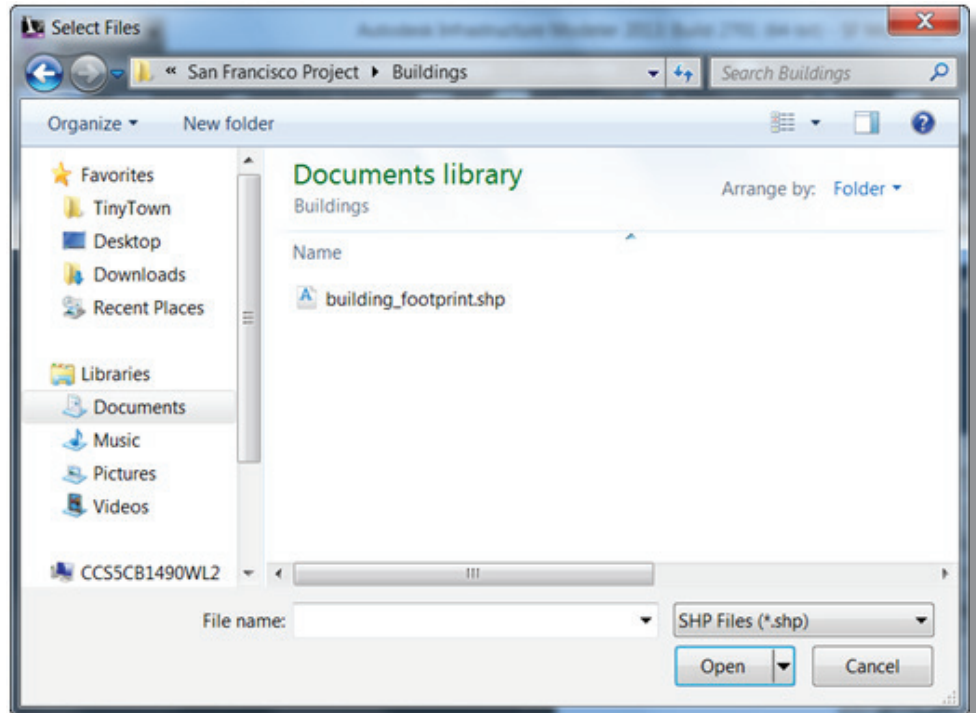 Select Files
« San Francisco Project ▸ Buildings
Search Buildings
Organize
New folder
Favorites
TinyTown
Desktop
Downloads
Recent Places
Libraries
Documents
Music
Pictures
Videos
CCS5CB1490WL2
Documents library
Buildings
Arrange by: Folder
Name
building_footprint.shp
File name:
SHP Files (*.shp)
Open
Cancel